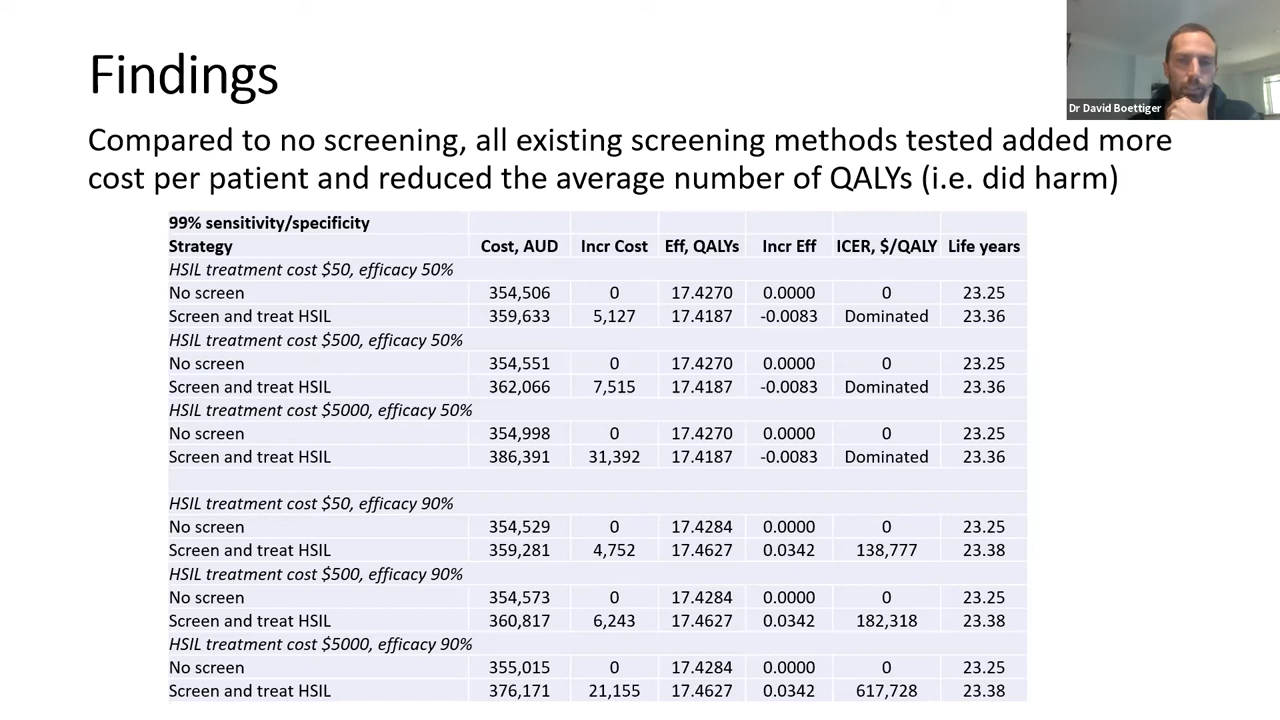 Findings
Dr David Boettiger
Compared to no screening, all existing screening methods tested added more
cost per patient and reduced the average number of QALYs (i.e. did harm)
99% sensitivity/specificity
Strategy Cost, AUD Incr Cost Eff, QALYs Incr Eff ICER, $/QALY Life years
HSIL treatment cost $50, efficacy 50%
No screen 354,506 0 17.4270 0.0000 0 23.25
Screen and treat HSIL 359,633 5,127 17.4187 -0.0083 Dominated 23.36
HSIL treatment cost $500, efficacy 50%
No screen 354,551 0 17.4270 0.0000 0 23.25
Screen and treat HSIL 362,066 7,515 17.4187 -0.0083 Dominated 23.36
HSIL treatment cost $5000, efficacy 50%
No screen 354,998 0 17.4270 0.0000 0 23.25
Screen and treat HSIL 386,391 31,392 17.4187 -0.0083 Dominated 23.36
HSIL treatment cost $50, efficacy 90%
No screen 354,529 0 17.4284 0.0000 0 23.25
Screen and treat HSIL 359,281 4,752 17.4627 0.0342 138,777 23.38
HSIL treatment cost $500, efficacy 90%
No screen 354,573 0 17.4284 0.0000 0 23.25
Screen and treat HSIL 360,817 6,243 17.4627 0.0342 182,318 23.38
HSIL treatment cost $5000, efficacy 90%
No screen 355,015 0 17.4284 0.0000 0 23.25
Screen and treat HSIL 376,171 21,155 17.4627 0.0342 617,728 23.38